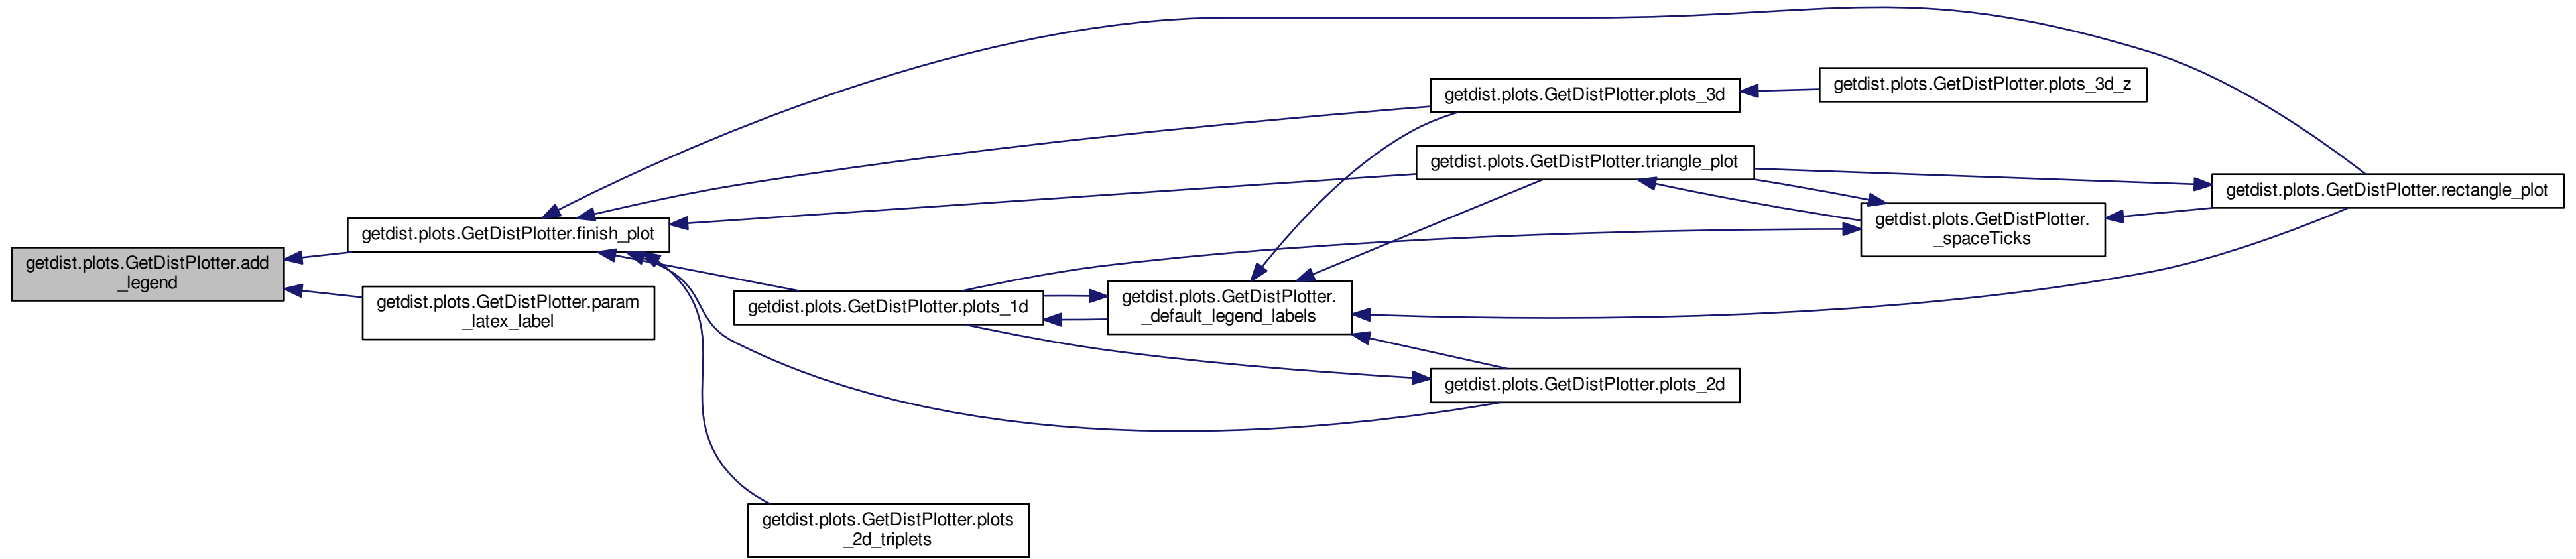 getdist.plots.GetDistPlotter.add
_legend
getdist.plots.GetDistPlotter.finish_plot
getdist.plots.GetDistPlotter.param
_latex_label
getdist.plots.GetDistPlotter.plots_1d
getdist.plots.GetDistPlotter.plots
_2d_triplets
getdist.plots.GetDistPlotter.
_default_legend_labels
getdist.plots.GetDistPlotter.plots_3d
getdist.plots.GetDistPlotter.triangle_plot
getdist.plots.GetDistPlotter.plots_2d
getdist.plots.GetDistPlotter.plots_3d_z
getdist.plots.GetDistPlotter.
_spaceTicks
getdist.plots.GetDistPlotter.rectangle_plot